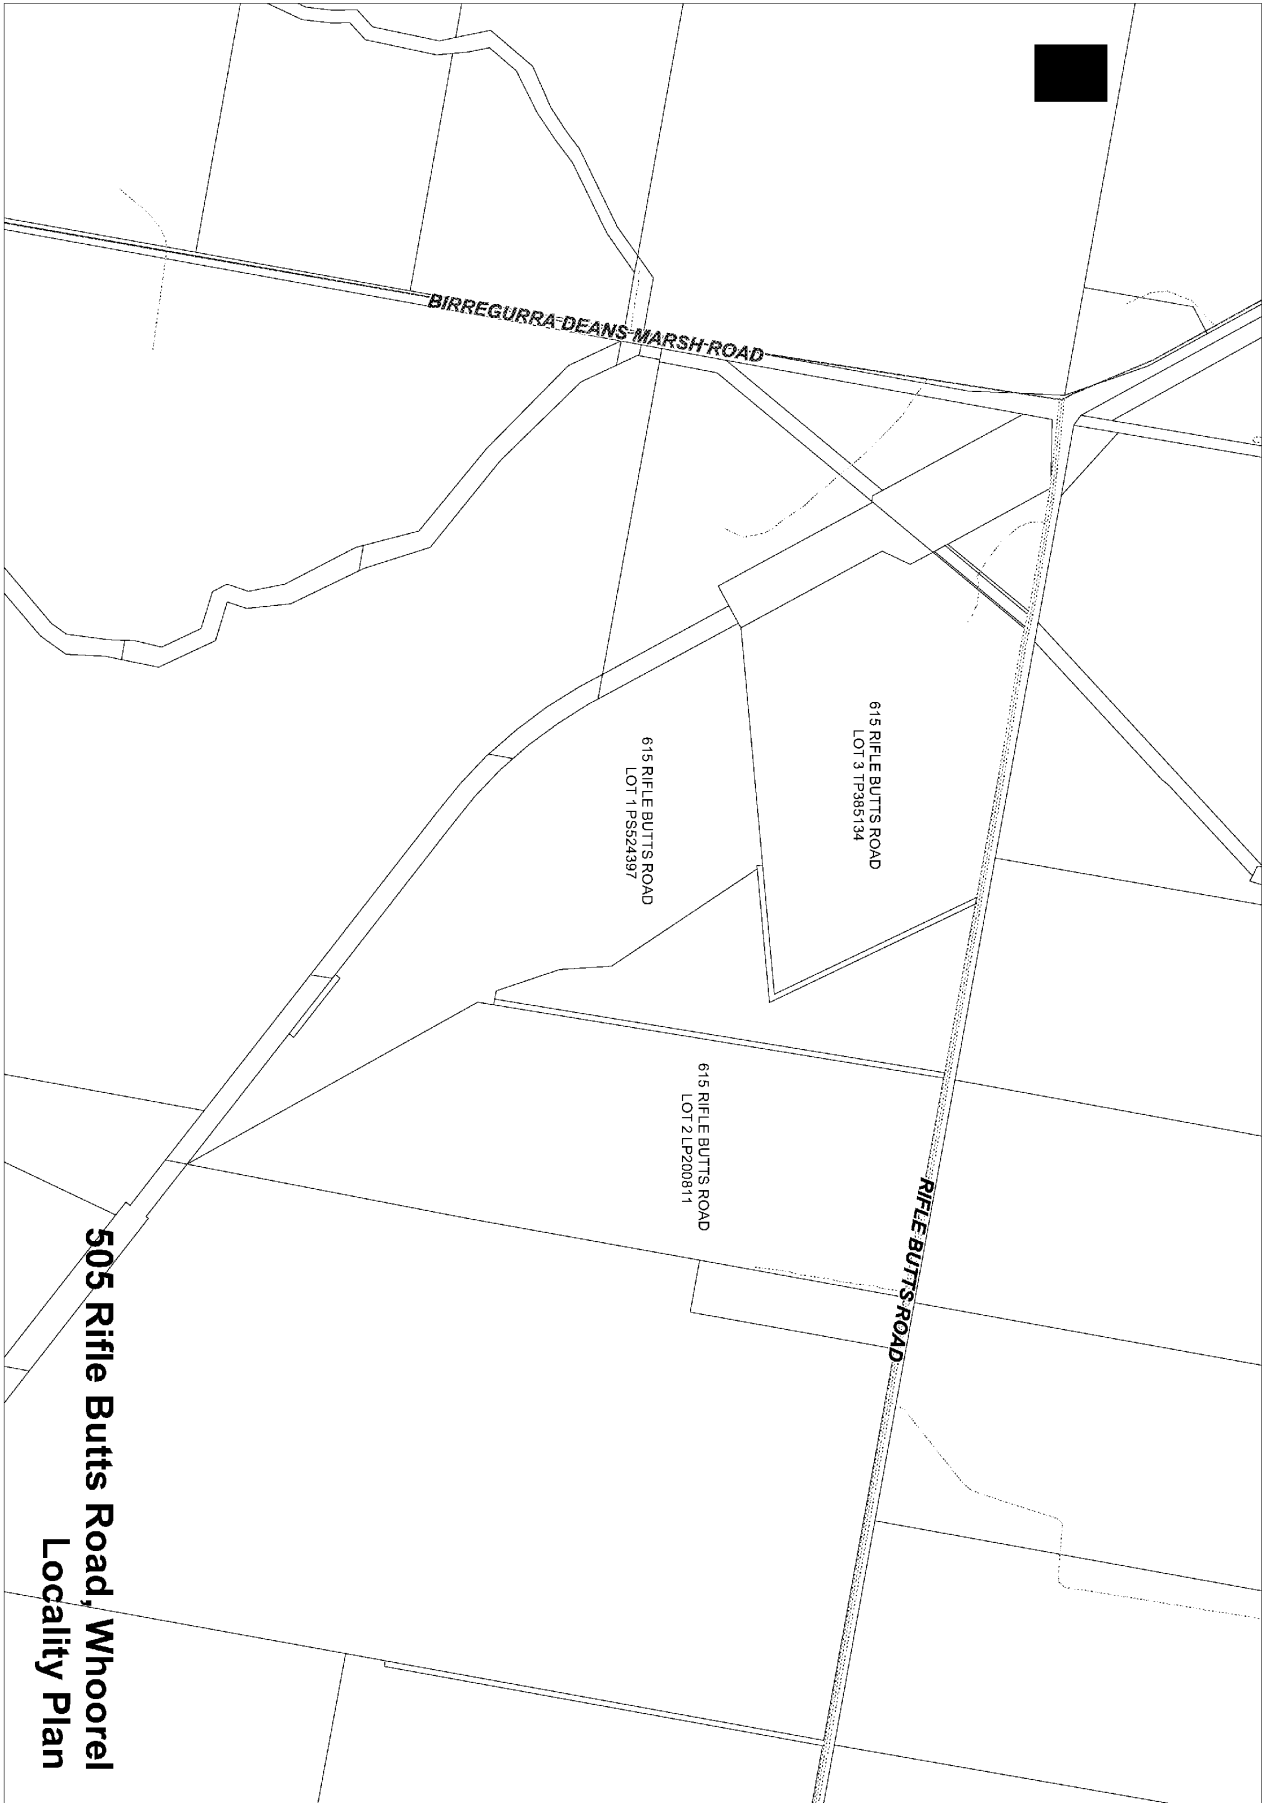 BIRREGURRA-DEANS MARSH ROAD
615 RIFLE BUTTS ROAD
LOT 3 TP385134
615 RIFLE BUTTS ROAD
LOT 1 PS524397
615 RIFLE BUTTS ROAD
LOT 2 LP200811
RIFLE BUTTS ROAD
505 Rifle Butts Road, Whoorel
Locality Plan